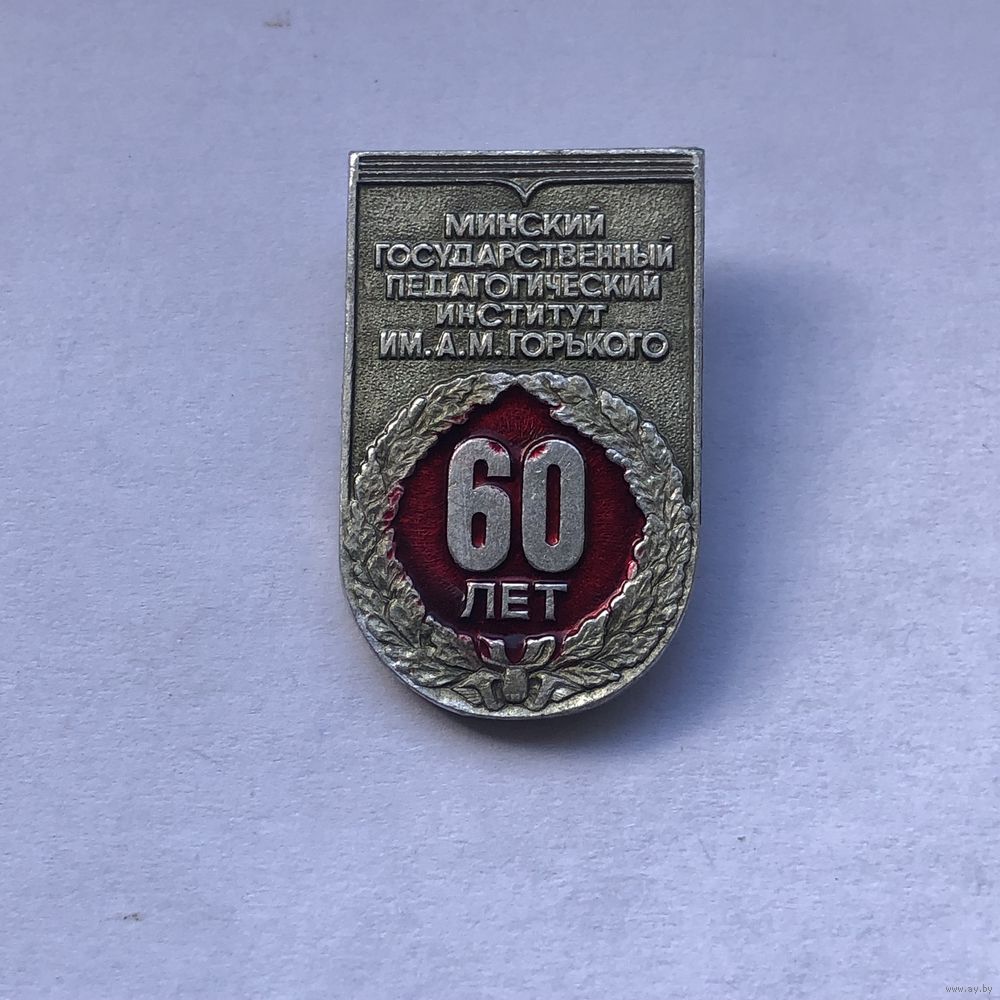 МИНСКИЙ
ГОСУДАРСТВЕННЫЙ
ПЕДАГОГИЧЕСКИЙ
ИНСТИТУТ
ИМ. А.М. ГОРЬКОГО
60
ЛЕТ
www.ay.by